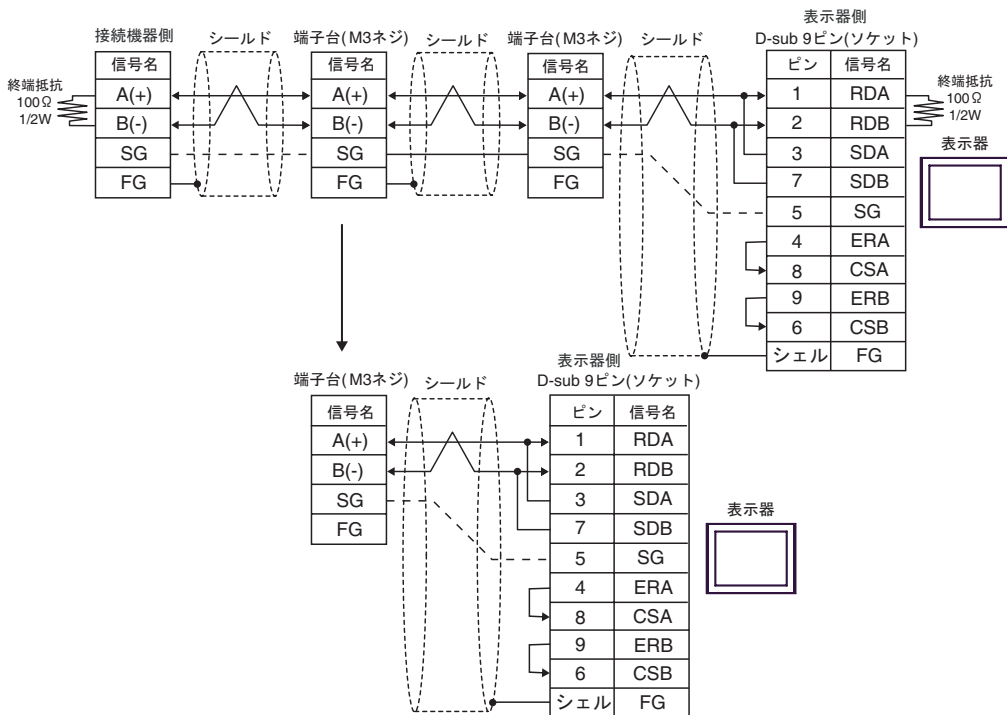 接続機器側
信号名
A(+)
B(-)
SG
FG
終端抵抗
100Ω
1/2W
シールド
端子台(M3ネジ)
信号名
A(+)
B(-)
SG
FG
シールド
端子台(M3ネジ)
信号名
A(+)
B(-)
SG
FG
シールド
表示器側
D-sub 9ピン(ソケット)
ピン 信号名
1 RDA
2 RDB
3 SDA
7 SDB
5 SG
4 ERA
8 CSA
9 ERB
6 CSB
シェル FG
終端抵抗
100Ω
1/2W
表示器
端子台(M3ネジ)
信号名
A(+)
B(-)
SG
FG
シールド
表示器側
D-sub 9ピン(ソケット)
ピン 信号名
1 RDA
2 RDB
3 SDA
7 SDB
5 SG
4 ERA
8 CSA
9 ERB
6 CSB
シェル FG
表示器